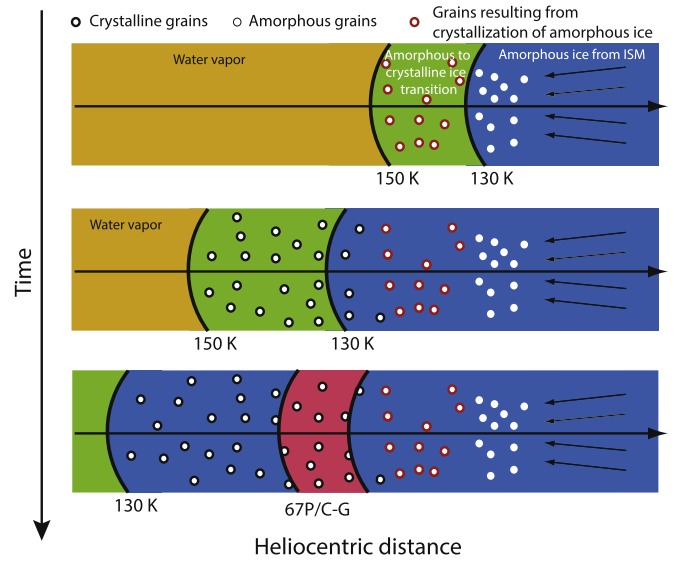 Crystalline grains
Amorphous grains
Grains resulting from
crystallization of amorphous ice
Water vapor
Amorphous to
crystalline ice
transition
Amorphous ice from ISM
150 K
130 K
Water vapor
150 K
130 K
130 K
67P/C-G
Time
Heliocentric distance